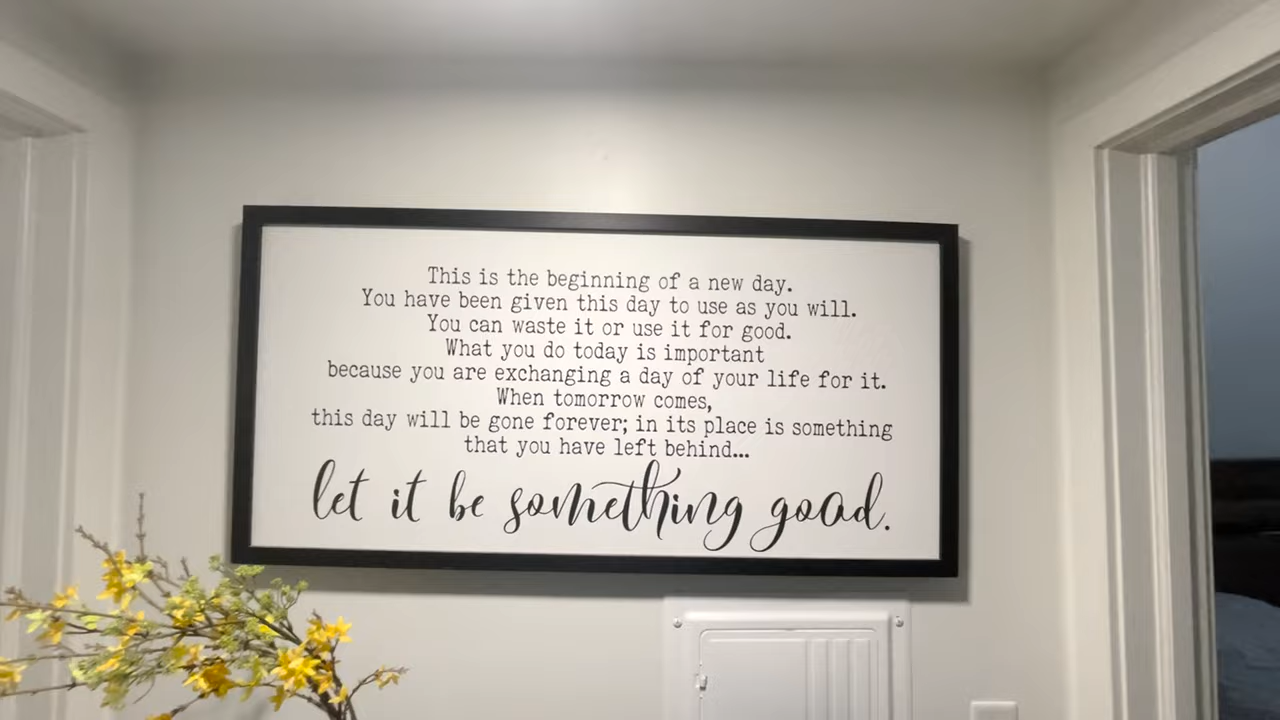 This is the beginning of a new day.
You have been given this day to use as you will.
You can waste it or use it for good.
What you do today is important
because you are exchanging a day of your life for it.
When tomorrow comes,
this day will be gone forever; in its place is something
that you have left behind...
let it be something good.